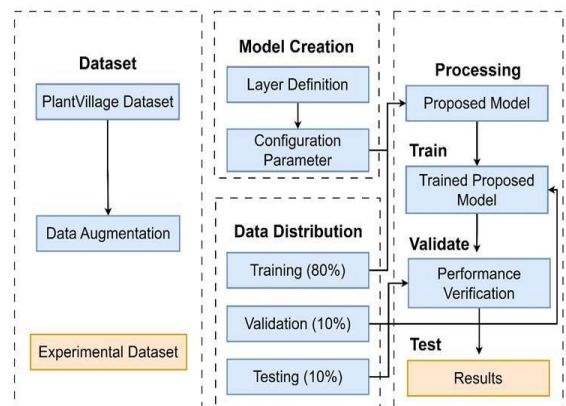 Dataset
PlantVillage Dataset
Data Augmentation
Experimental Dataset
Model Creation
Layer Definition
Configuration
Parameter
Data Distribution
Training (80%)
Validation (10%)
Testing (10%)
Processing
Proposed Model
Train
Trained Proposed
Model
Validate
Performance
Verification
Test
Results